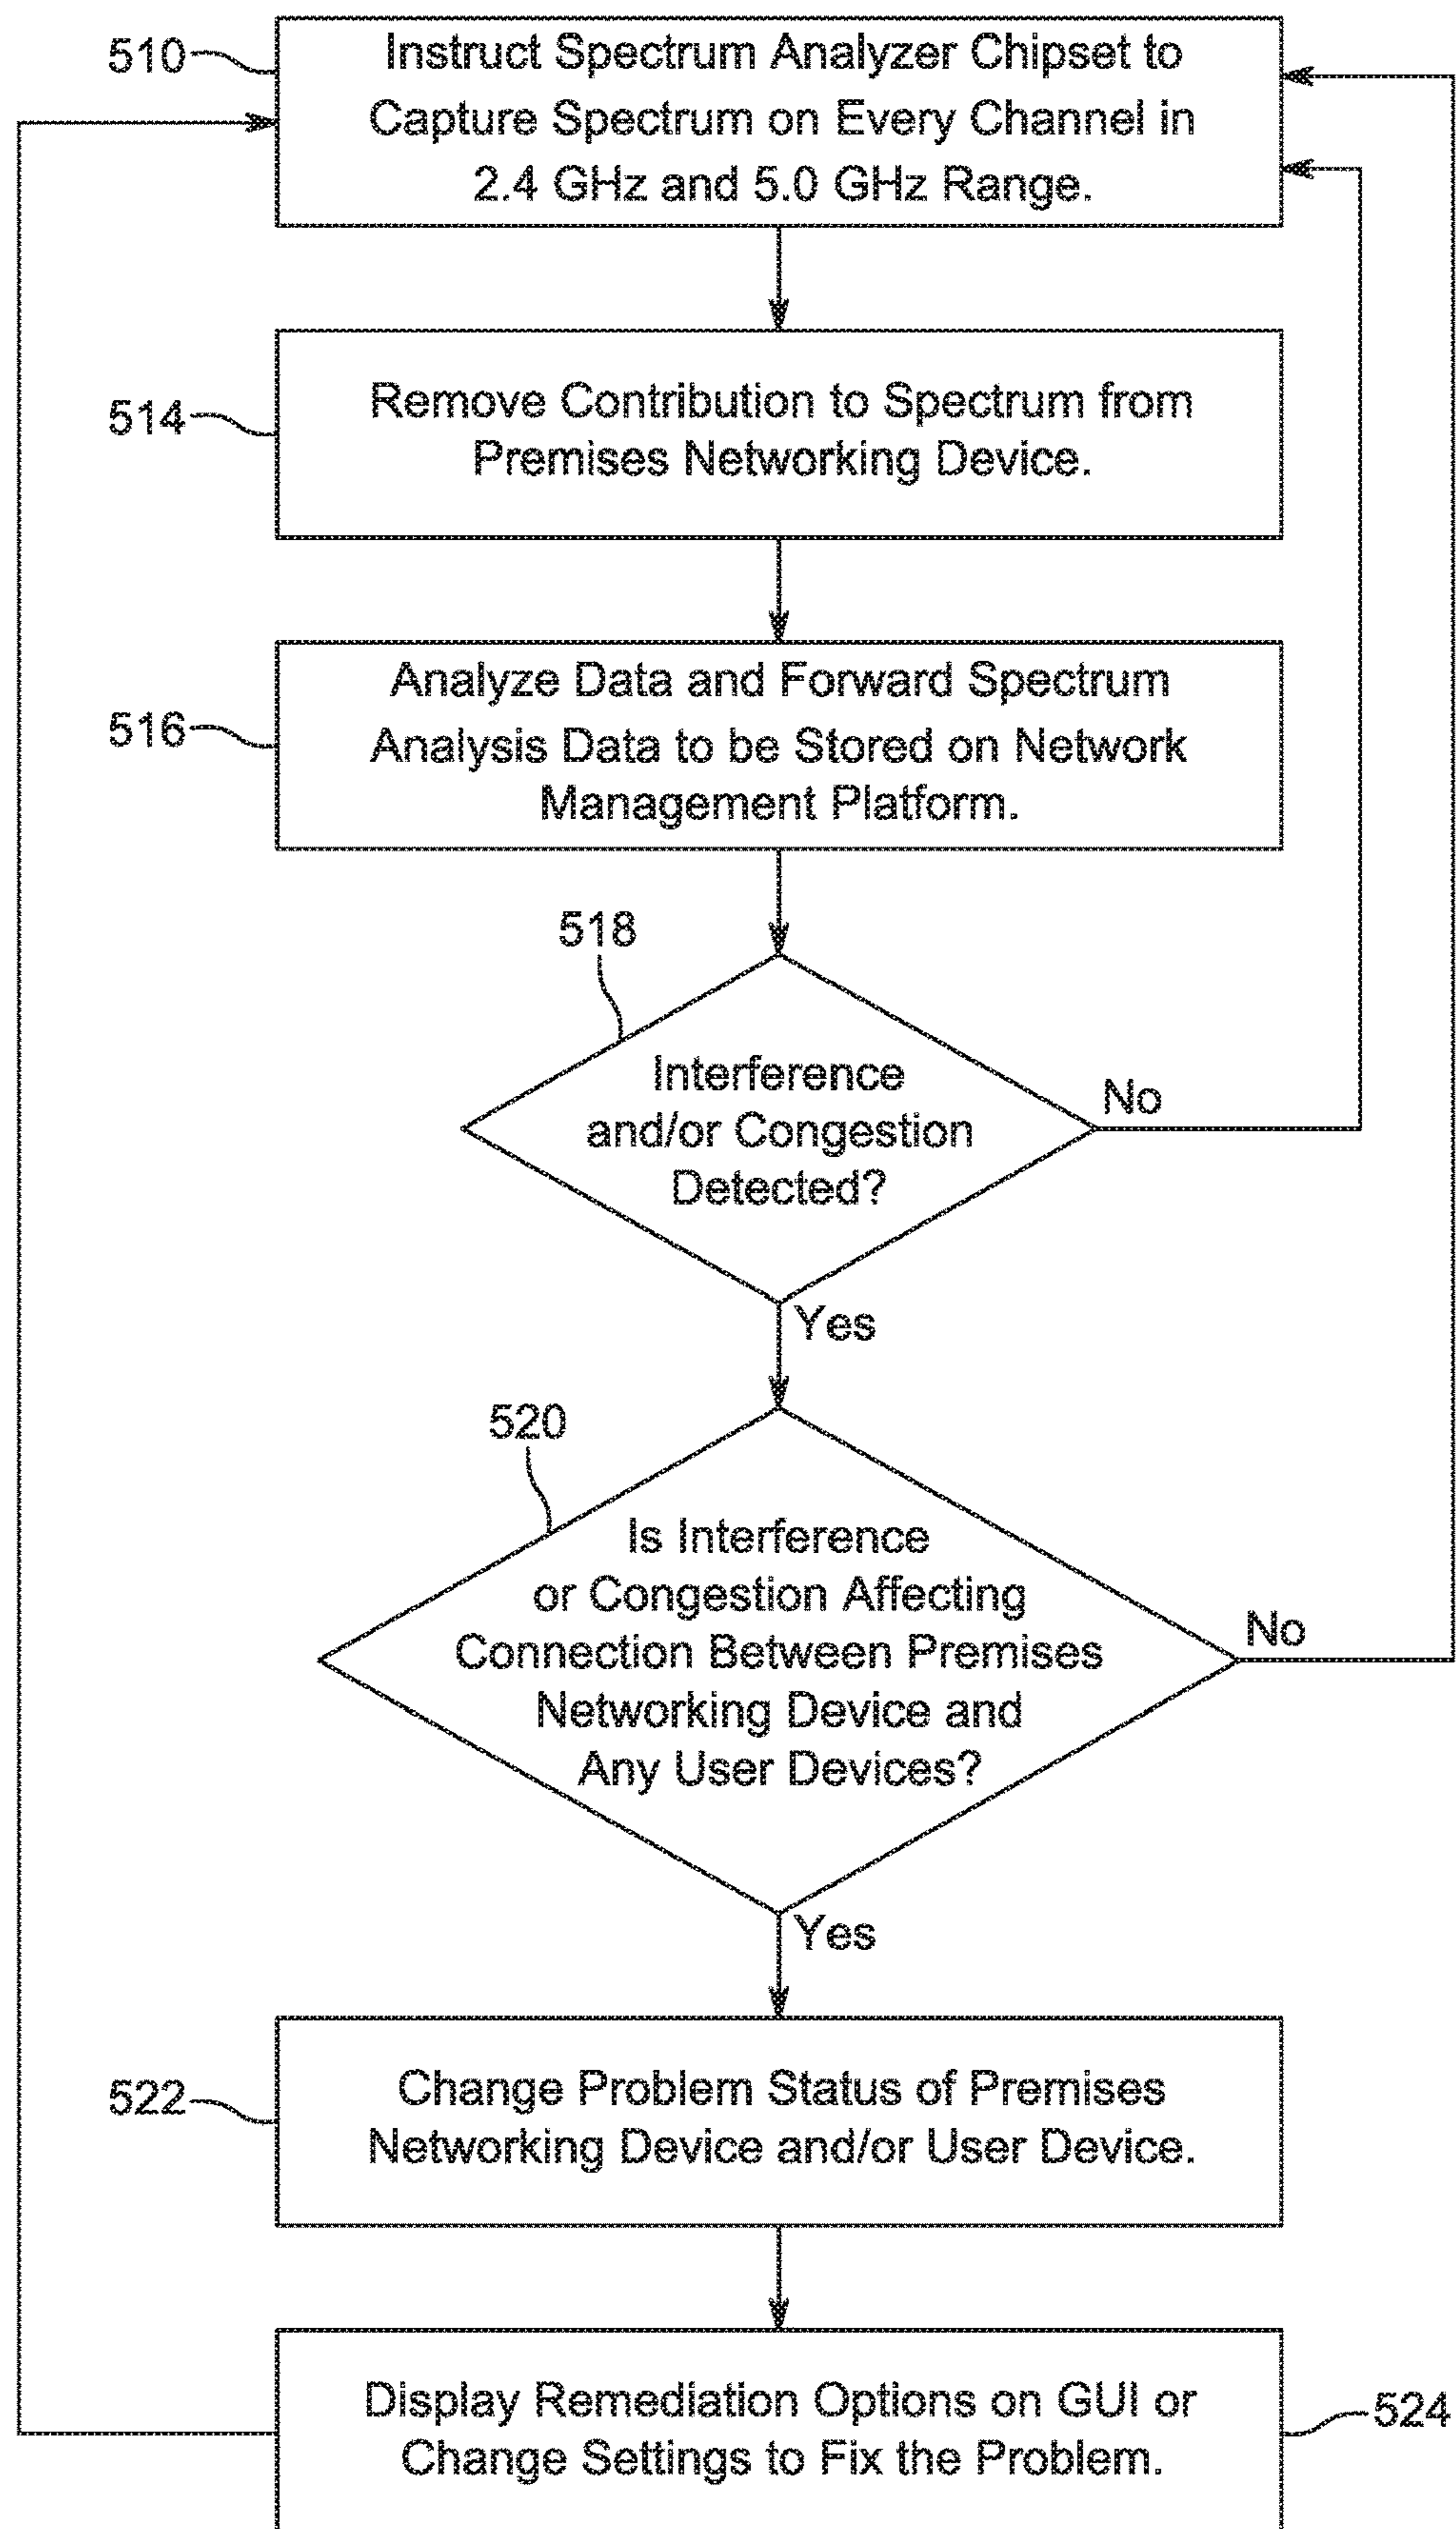 510
Instruct Spectrum Analyzer Chipset to
Capture Spectrum on Every Channel in
2.4 GHz and 5.0 GHz Range.
514
Remove Contribution to Spectrum from
Premises Networking Device.
516
Analyze Data and Forward Spectrum
Analysis Data to be Stored on Network
Management Platform.
518
Interference
and/or Congestion
Detected?
No
Yes
520
Is Interference
or Congestion Affecting
Connection Between Premises
Networking Device and
Any User Devices?
No
Yes
522
Change Problem Status of Premises
Networking Device and/or User Device.
524
Display Remediation Options on GUI or
Change Settings to Fix the Problem.